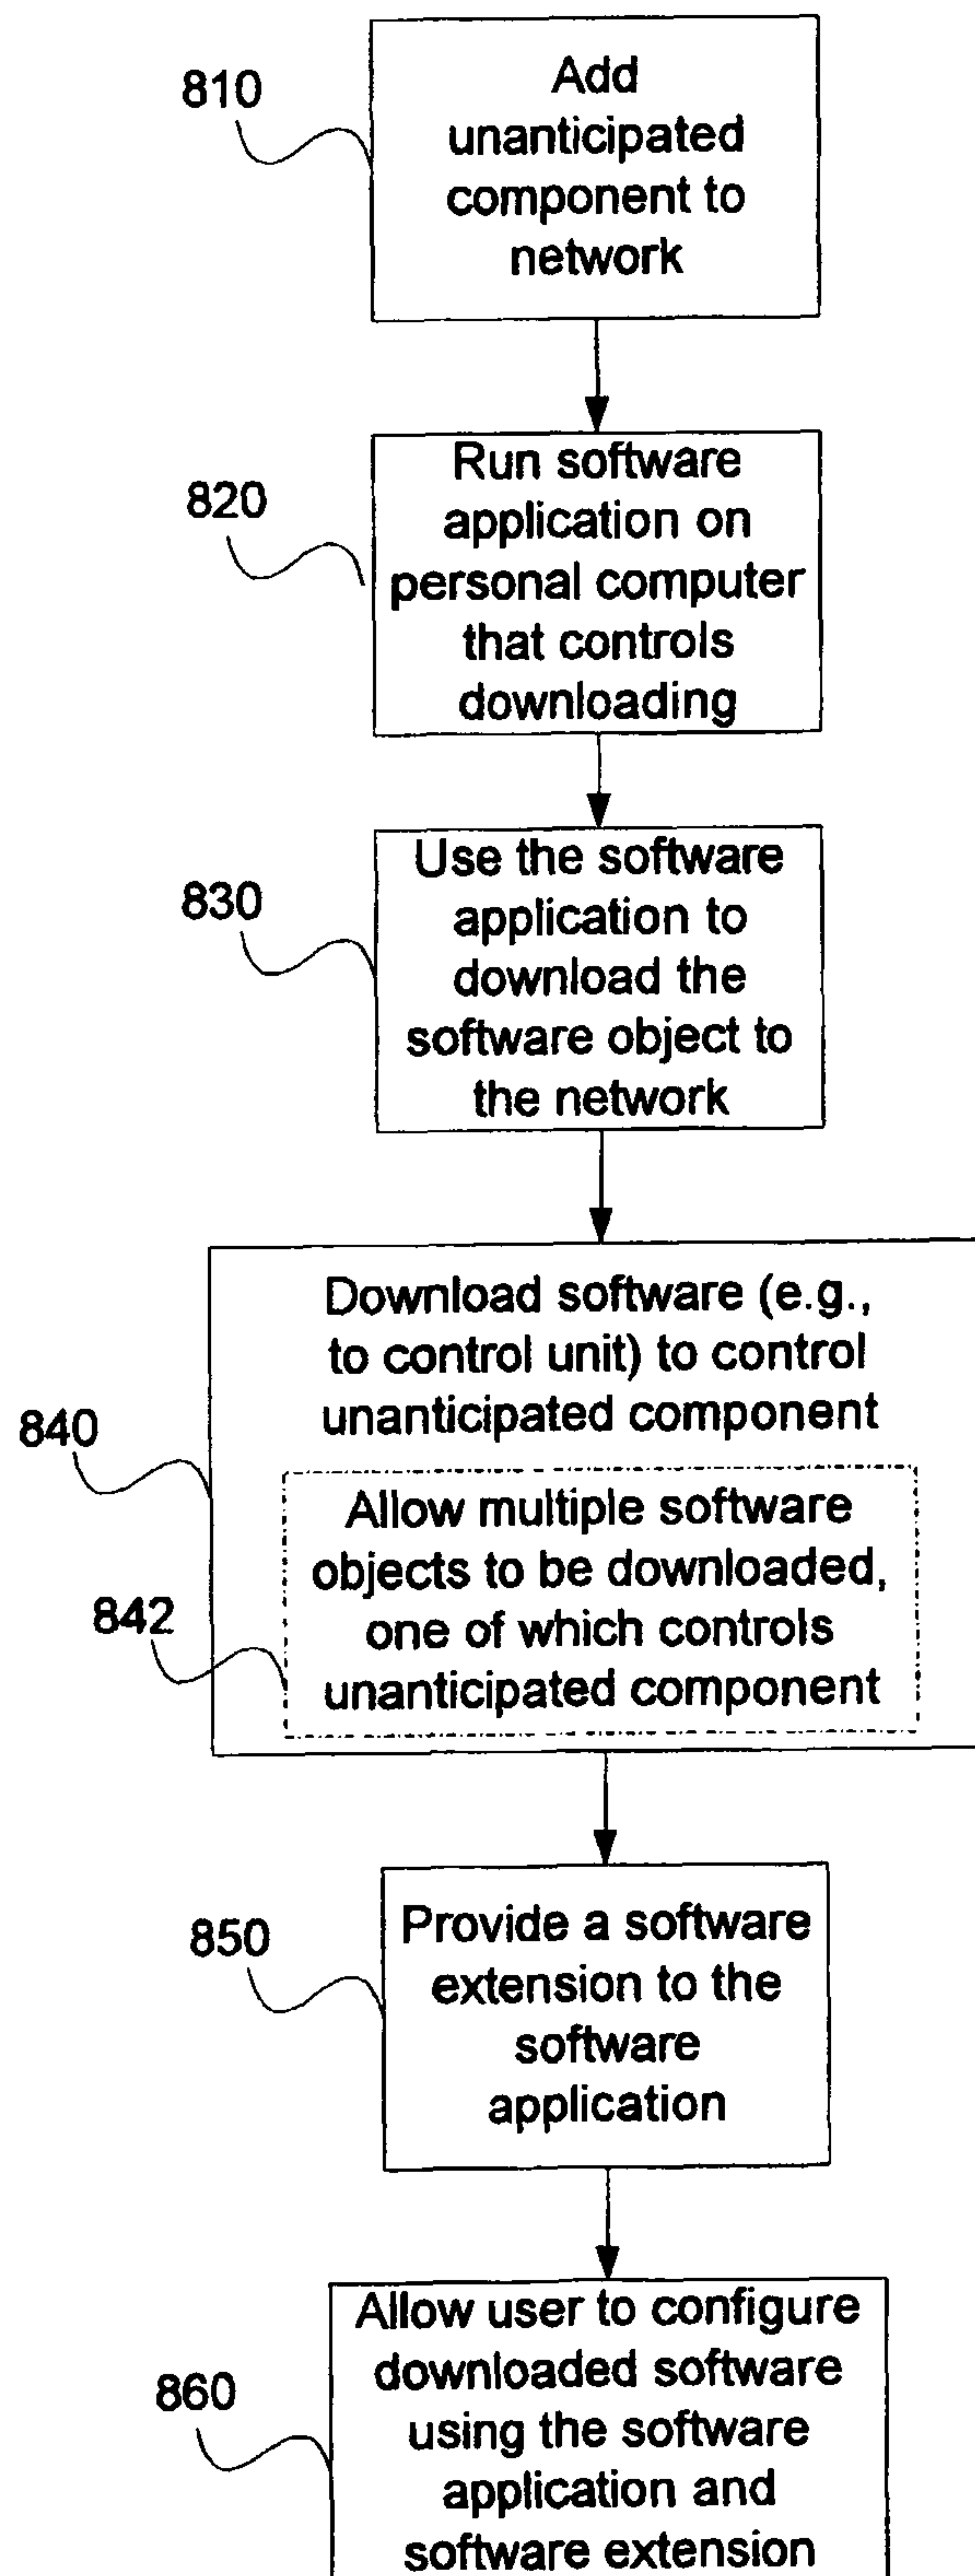 810
Add
unanticipated
component to
network
820
Run software
application on
personal computer
that controls
downloading
830
Use the software
application to
download the
software object to
the network
840
Download software (e.g.,
to control unit) to control
unanticipated component
842
Allow multiple software
objects to be downloaded,
one of which controls
unanticipated component
850
Provide a software
extension to the
software
application
860
Allow user to configure
downloaded software
using the software
application and
software extension